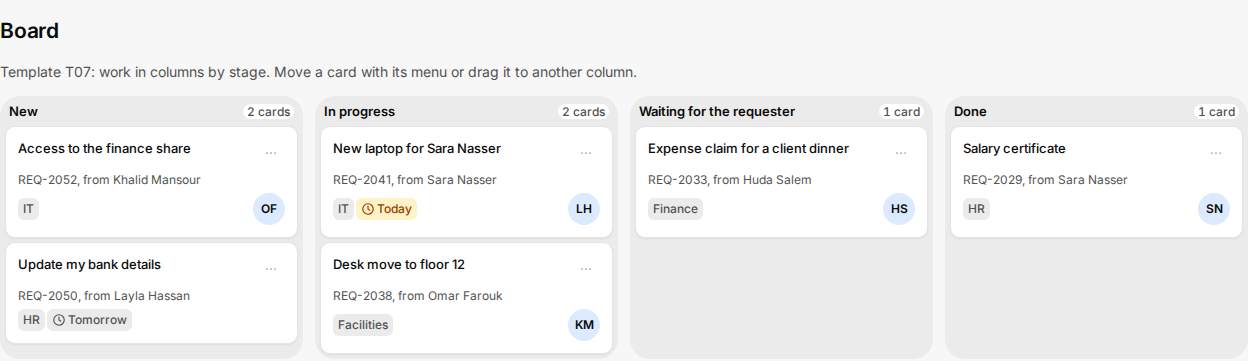 Board
Template T07: work in columns by stage. Move a card with its menu or drag it to another column.
New
2 cards
Access to the finance share
...
REQ-2052, from Khalid Mansour
IT
OF
Update my bank details
...
REQ-2050, from Layla Hassan
HR
Tomorrow
In progress
2 cards
New laptop for Sara Nasser
...
REQ-2041, from Sara Nasser
IT
Today
LH
Desk move to floor 12
...
REQ-2038, from Omar Farouk
Facilities
KM
Waiting for the requester
1 card
Expense claim for a client dinner
...
REQ-2033, from Huda Salem
Finance
HS
Done
1 card
Salary certificate
...
REQ-2029, from Sara Nasser
HR
SN